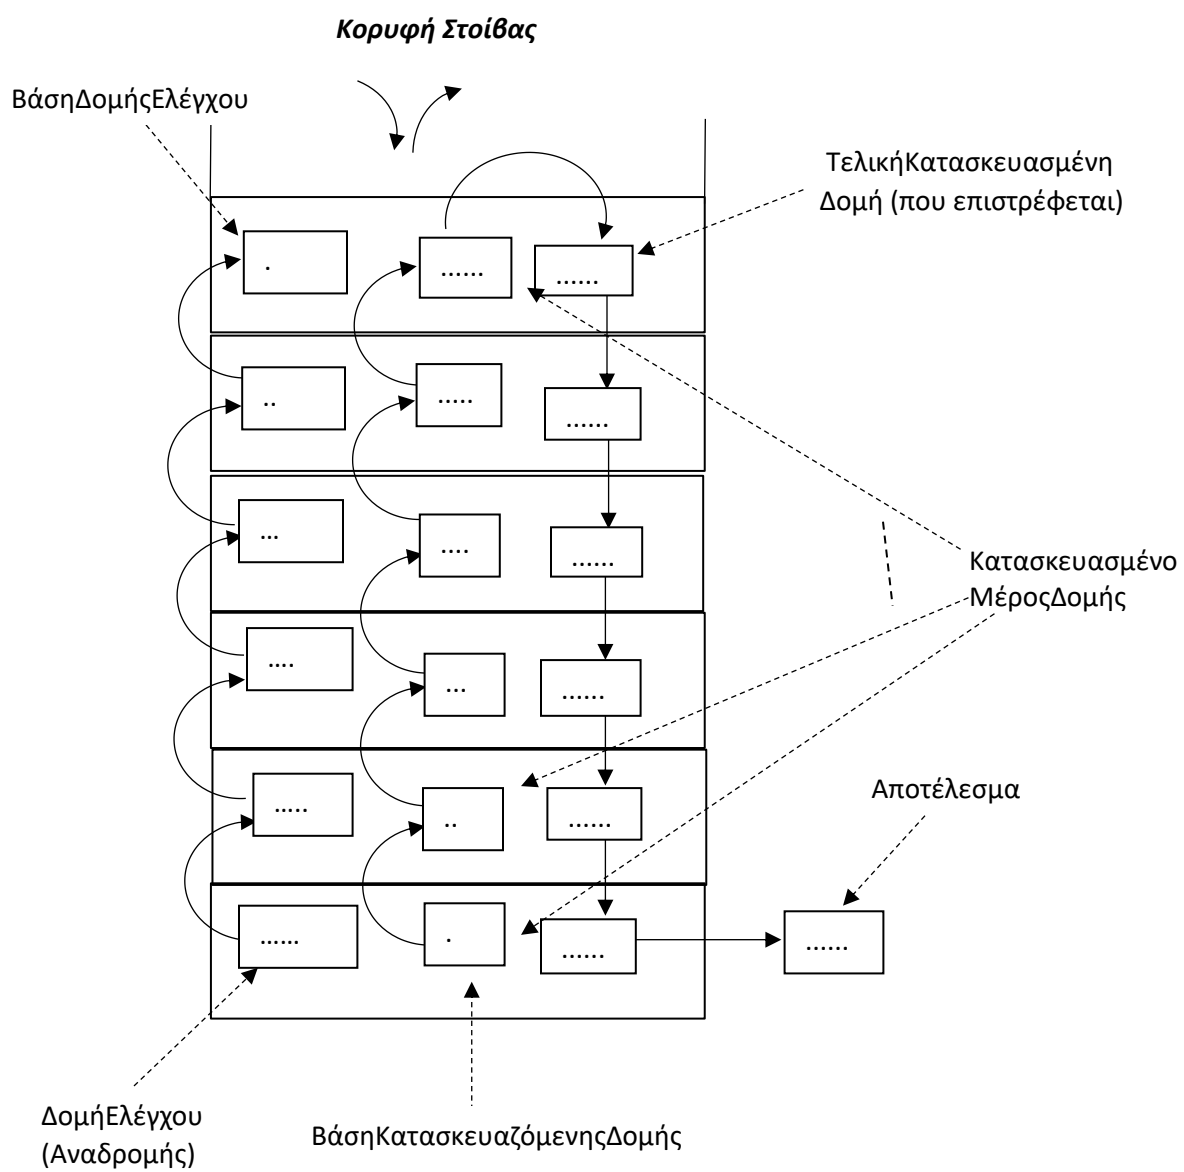 Κορυφή Στοίβας
ΒάσηΔομήςΕλέγχου
ΤελικήΚατασκευασμένη
Δομή (που επιστρέφεται)
. ...... ......
.. ..... ......
... .... ......
.... ... ......
..... .. ......
...... . ...... ......
Κατασκευασμένο
ΜέροςΔομής
Αποτέλεσμα
ΔομήΕλέγχου
(Αναδρομής)
ΒάσηΚατασκευαζόμενηςΔομής